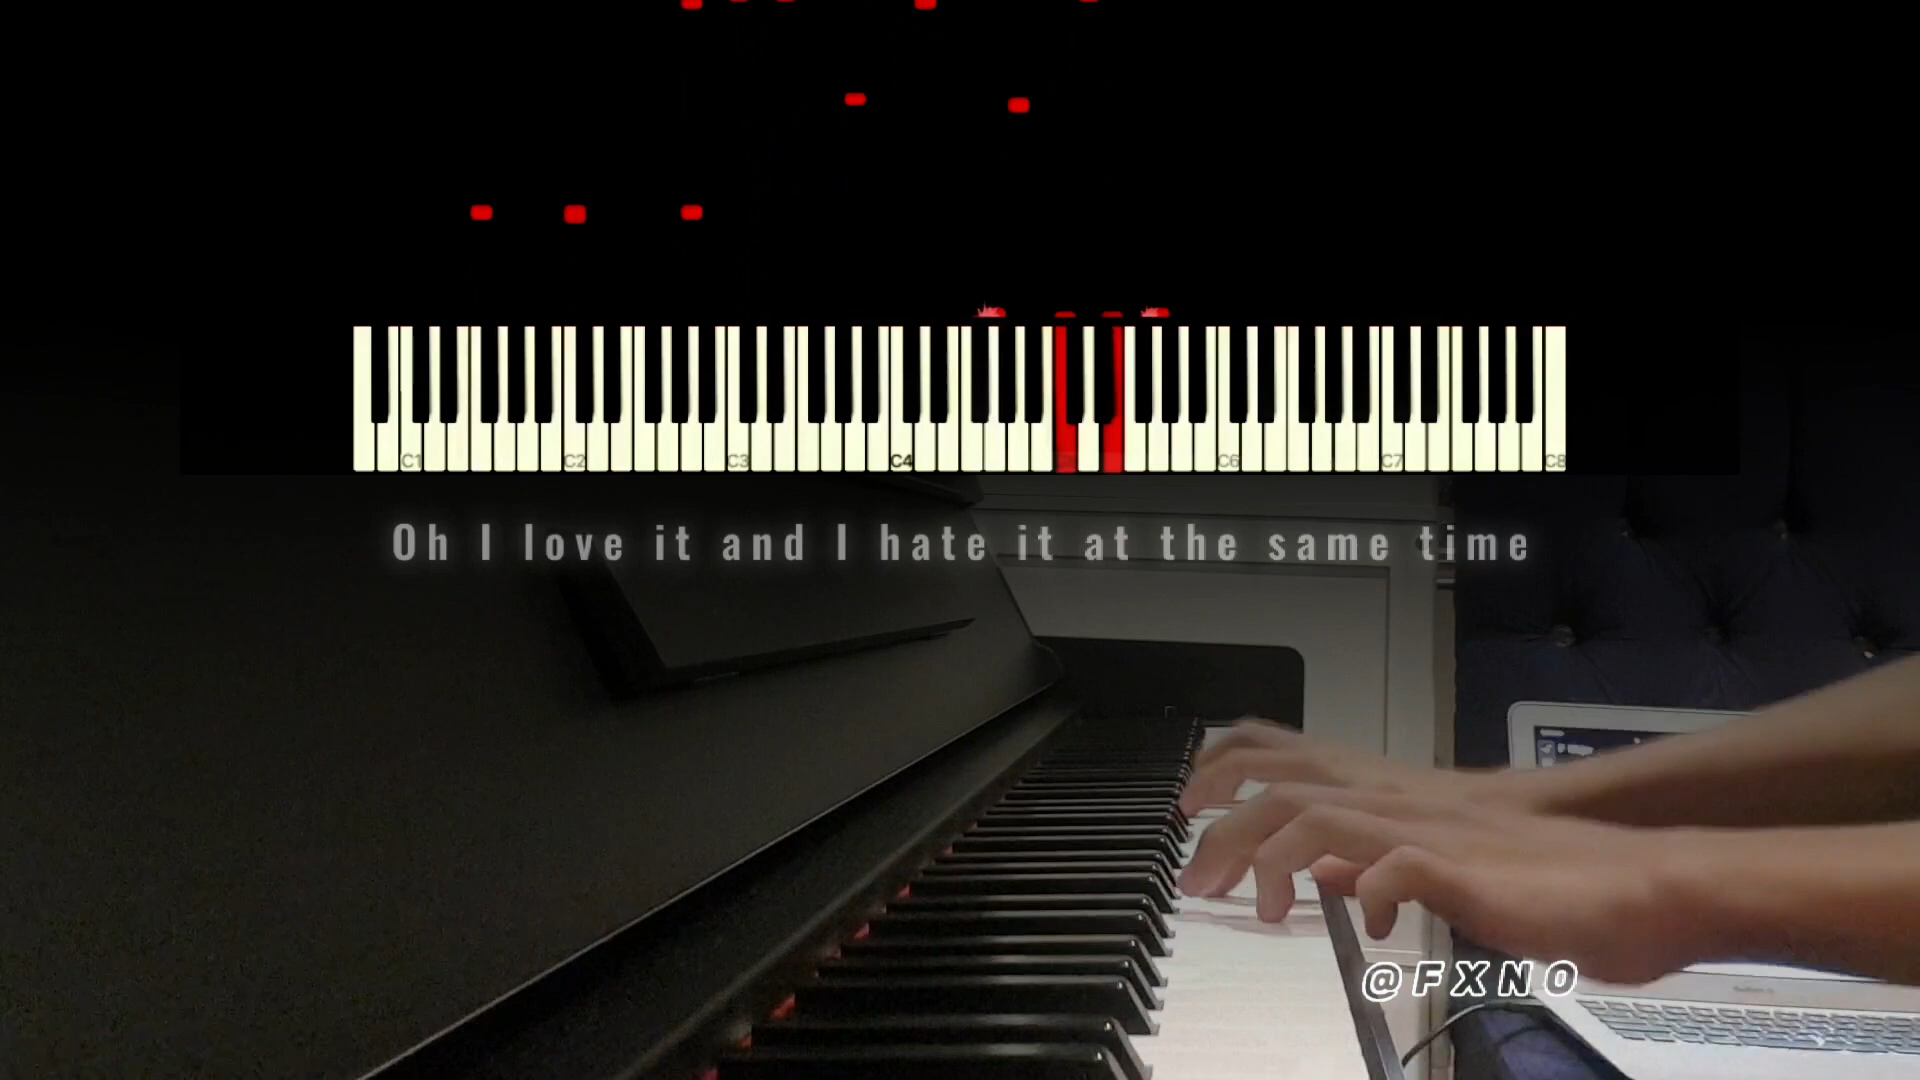 C1 C2 C3 C4 C6 C7 C8
Oh I love it and I hate it at the same time
@FXNO